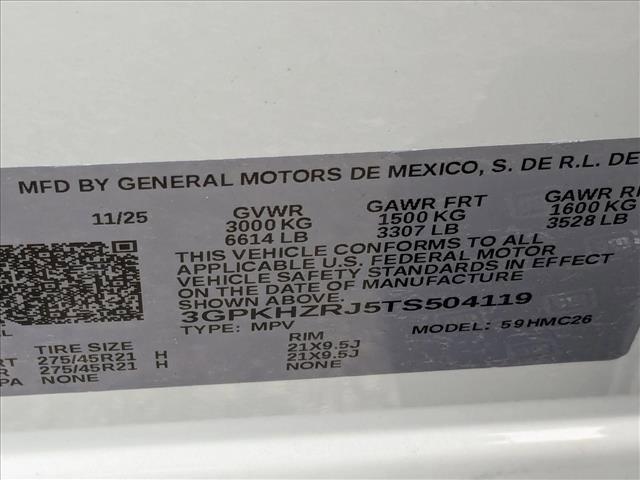 MFD BY GENERAL MOTORS DE MEXICO, S. DE R.L. DE
11/25 GVWR GAWR FRT GAWR
3000 KG 1500 KG 1600 KG
6614 LB 3307 LB 3528 LB
THIS VEHICLE CONFORMS TO ALL
APPLICABLE U.S. FEDERAL MOTOR
VEHICLE SAFETY STANDARDS IN EFFECT
ON THE DATE OF MANUFACTURE
SHOWN ABOVE.
3GPKHZRJ5TS504119
TYPE: MPV MODEL: 59HMC26
TIRE SIZE RIM
RT 275/45R21 H 21X9.5J
R 275/45R21 H 21X9.5J
PA NONE NONE